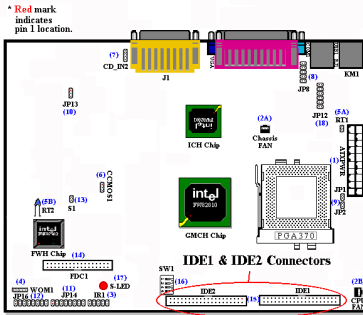 * Red mark
indicates
pin 1 location.
(7)
CD_IN2
J1
VGA
KM1
(8)
JP8
JP13
(10)
JP12
(18)
(2A)
Chassis
FAN
(5A)
RT1
ATXPWR
intel
ICH Chip
(1)
(6)
CCMOS1
intel
FW82810
GMCH Chip
JP1
(9)
JP2
(5B)
RT2
(13)
S1
PGA370
intel
FWH Chip
(14)
FDC1
IDE1 & IDE2 Connectors
(17)
S-LED
SW1
(16)
IDE2
(15)
IDE1
(2B)
CPU
FAN
(4)
WOM1
JP16
(12)
(11)
JP14
IR1
(3)